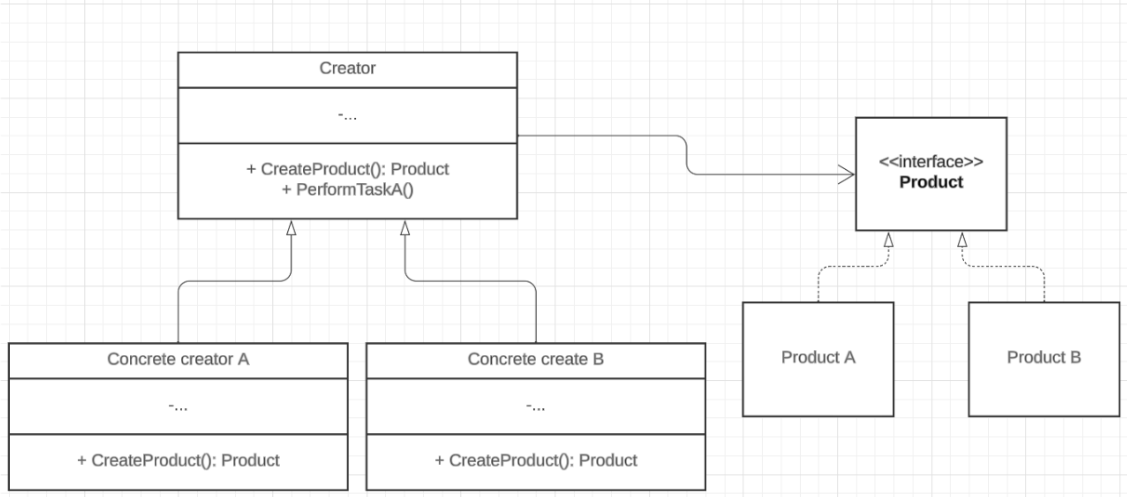 Creator
-...
+ CreateProduct(): Product
+ PerformTaskA()
<<interface>>
Product
Concrete creator A
-...
+ CreateProduct(): Product
Concrete create B
-...
+ CreateProduct(): Product
Product A
Product B